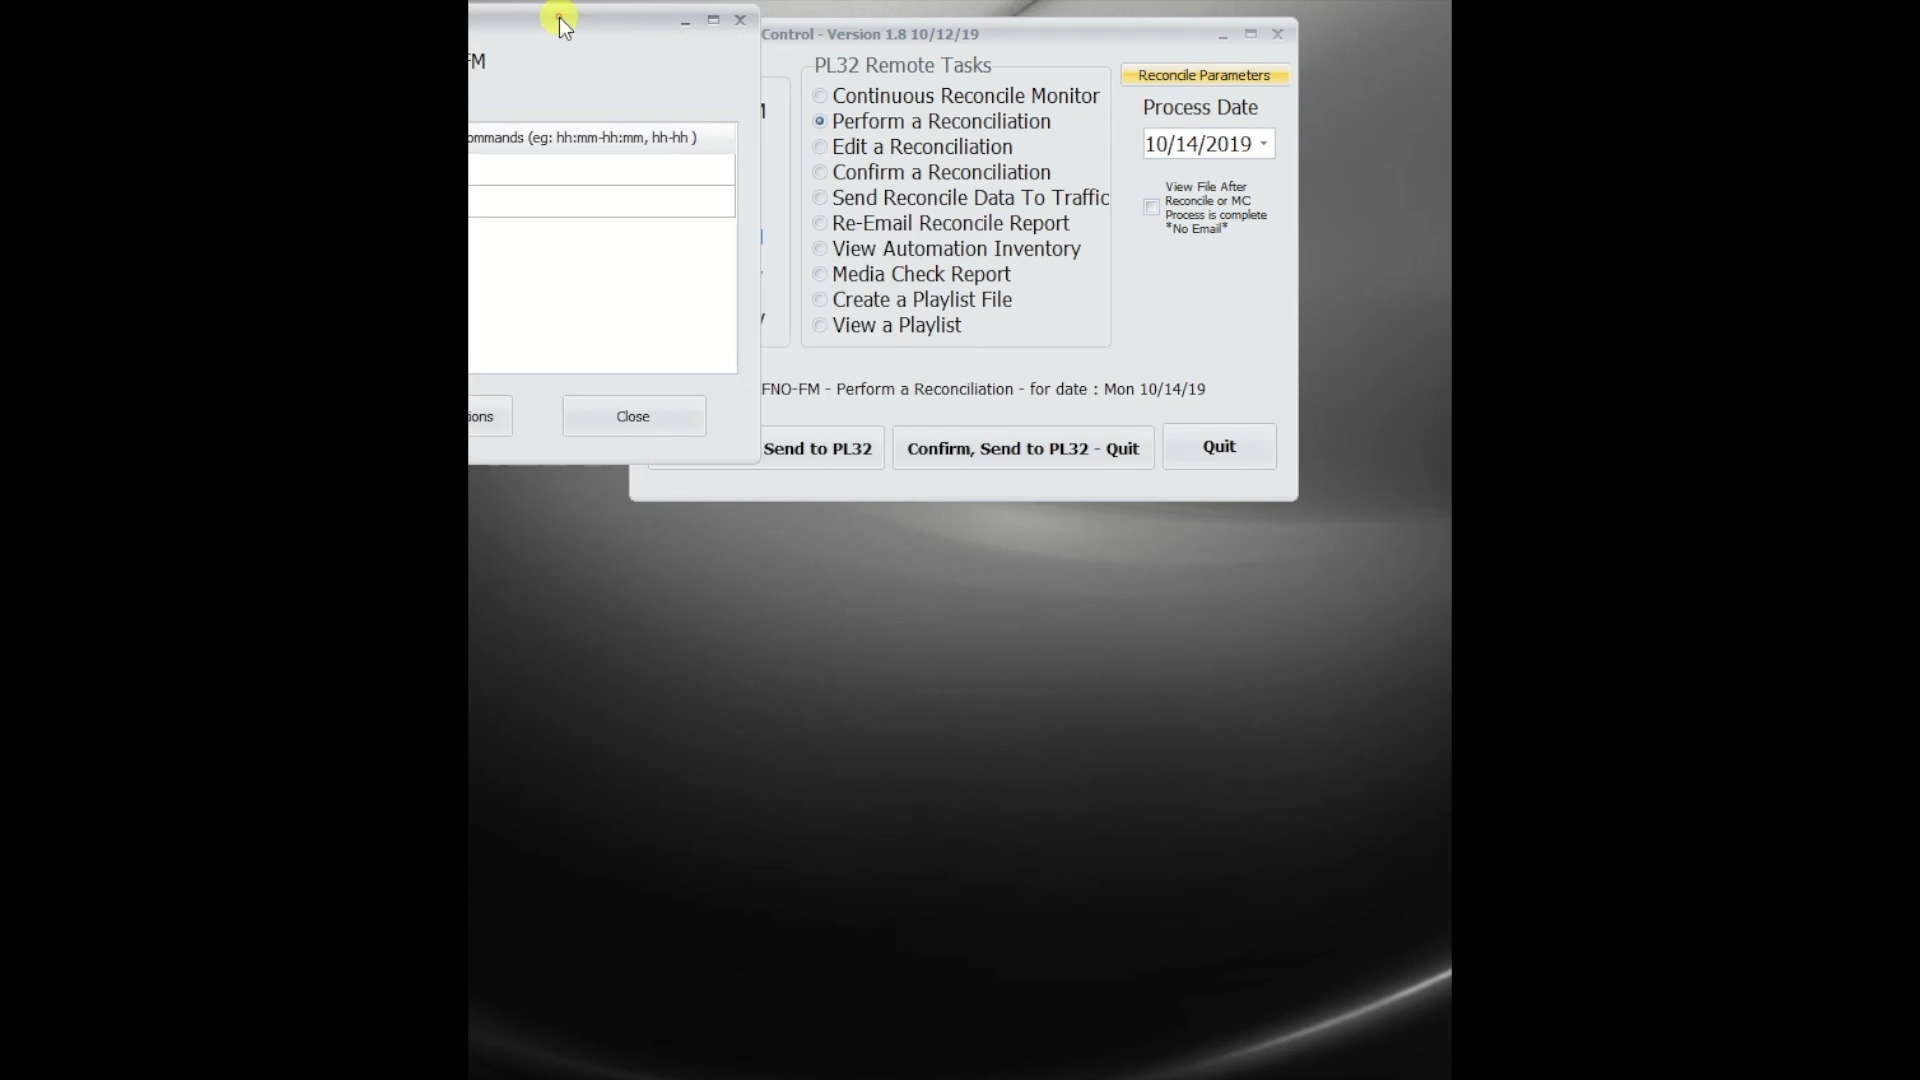 Control - Version 1.8 10/12/19
PL32 Remote Tasks
Continuous Reconcile Monitor
Perform a Reconciliation
Edit a Reconciliation
Confirm a Reconciliation
Send Reconcile Data To Traffic
Re-Email Reconcile Report
View Automation Inventory
Media Check Report
Create a Playlist File
View a Playlist
Reconcile Parameters
Process Date
10/14/2019
View File After
Reconcile or MC
Process is complete
*No Email*
FM
ommands (eg: hh:mm-hh:mm, hh-hh )
ions
Close
FNO-FM - Perform a Reconciliation - for date : Mon 10/14/19
Send to PL32
Confirm, Send to PL32 - Quit
Quit